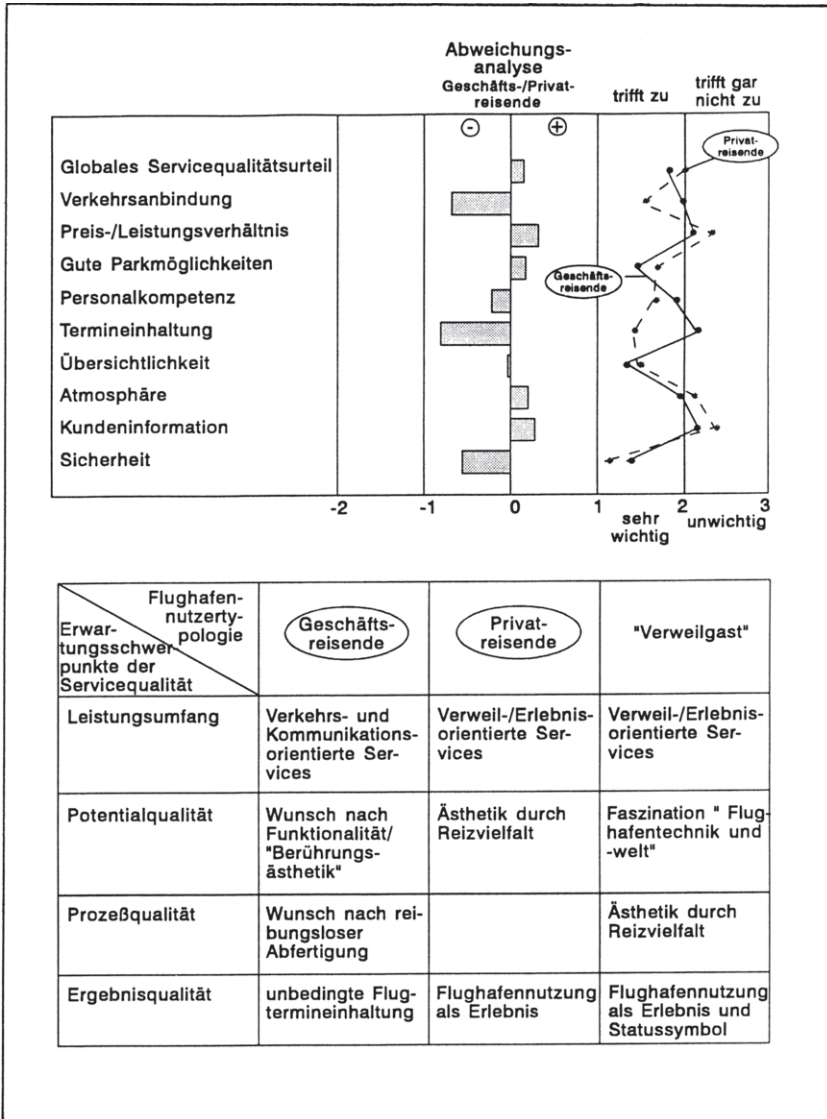 Abweichungs-
analyse
Geschäfts-/Privat-
reisende
trifft zu
trifft gar
nicht zu
- +
Privat-
reisende
Globales Servicequalitätsurteil
Verkehrsanbindung
Preis-/Leistungsverhältnis
Gute Parkmöglichkeiten
Geschäfts-
reisende
Personalkompetenz
Termineinhaltung
Übersichtlichkeit
Atmosphäre
Kundeninformation
Sicherheit
-2 -1 0 1 2 3
sehr
wichtig
unwichtig
Flughafen-
nutzerty-
pologie
Erwar-
tungsschwer-
punkte der
Servicequalität
Geschäfts-
reisende
Privat-
reisende
"Verweilgast"
Leistungsumfang
Verkehrs- und
Kommunikations-
orientierte Ser-
vices
Verweil-/Erlebnis-
orientierte Ser-
vices
Verweil-/Erlebnis-
orientierte Ser-
vices
Potentialqualität
Wunsch nach
Funktionalität/
"Berührungs-
ästhetik"
Ästhetik durch
Reizvielfalt
Faszination " Flug-
hafentechnik und
-welt"
Prozeßqualität
Wunsch nach rei-
bungsloser
Abfertigung
Ästhetik durch
Reizvielfalt
Ergebnisqualität
unbedingte Flug-
termineinhaltung
Flughafennutzung
als Erlebnis
Flughafennutzung
als Erlebnis und
Statussymbol